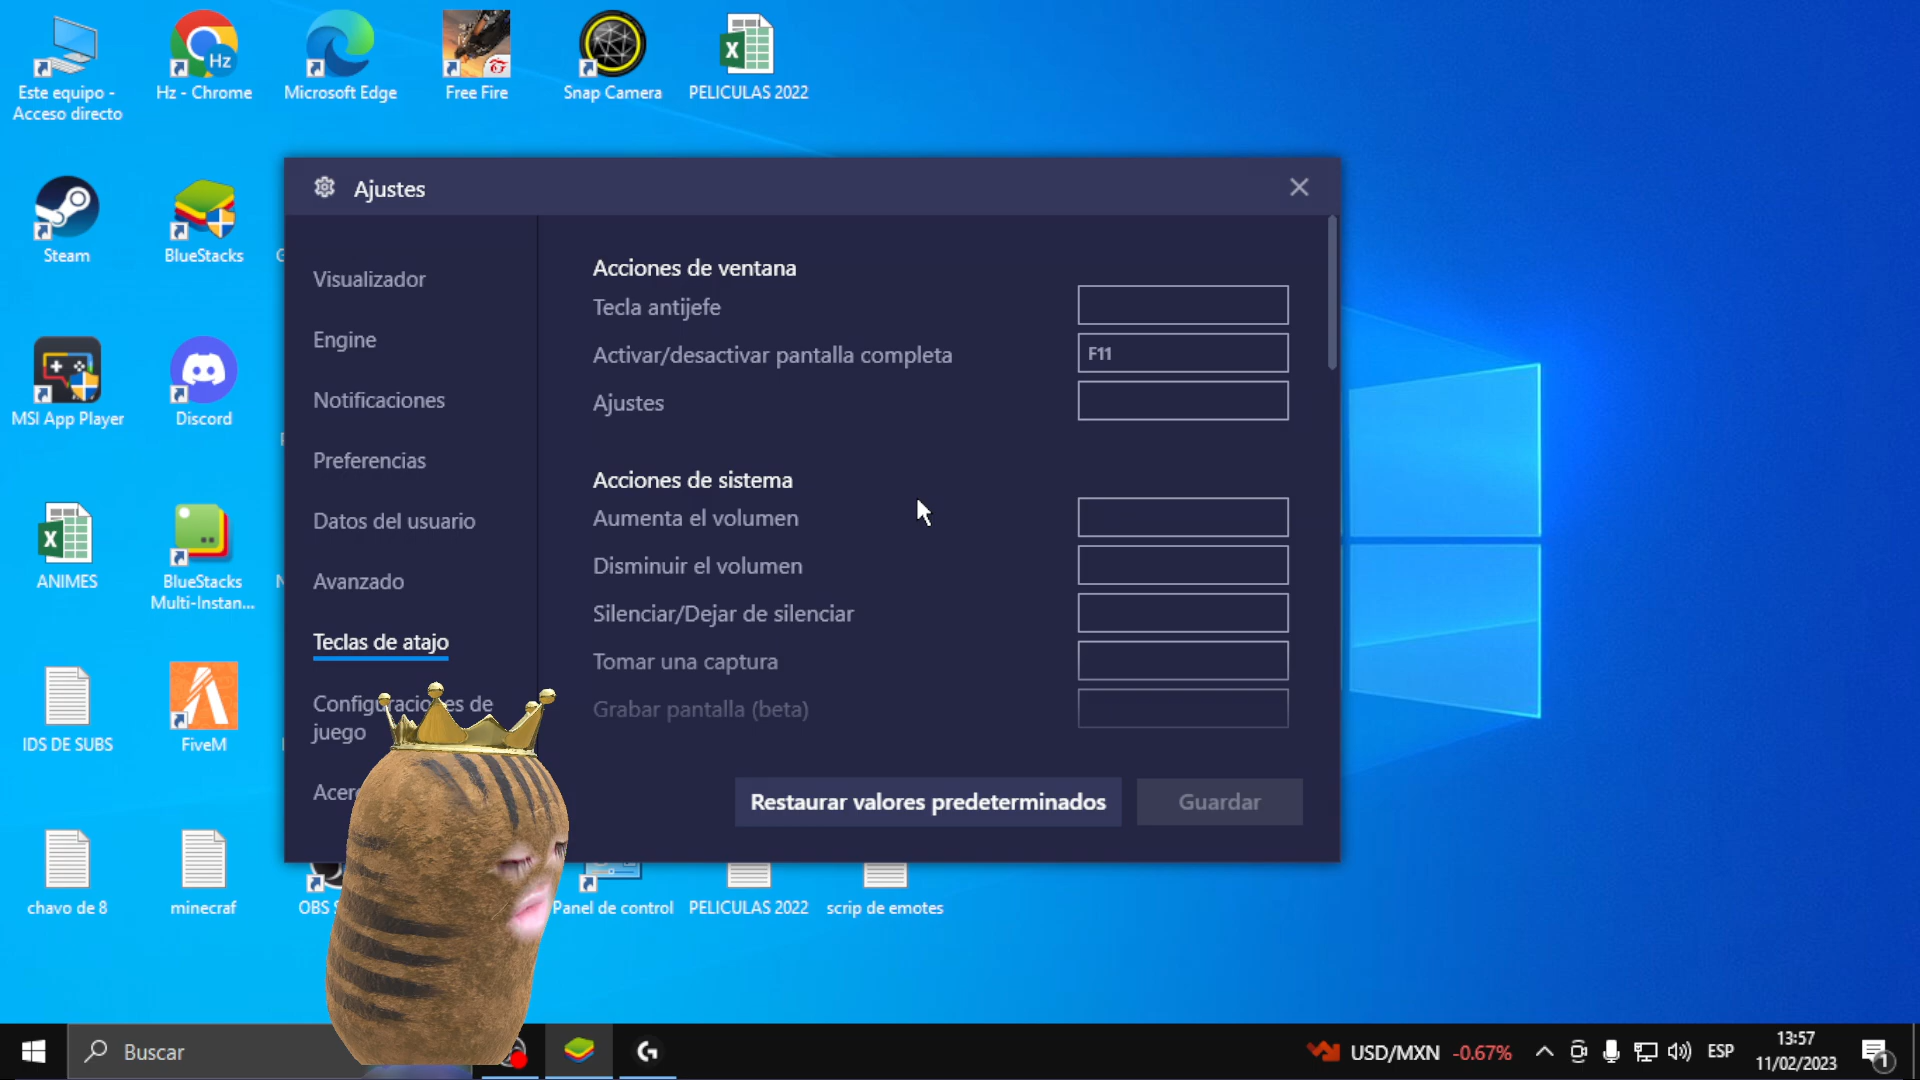 Este equipo -
Acceso directo
Hz - Chrome
Microsoft Edge
Free Fire
Snap Camera
PELICULAS 2022
Steam
BlueStacks
MSI App Player
Discord
ANIMES
BlueStacks
Multi-Instan...
IDS DE SUBS
FiveM
chavo de 8
minecraf
OBS
Panel de control
PELICULAS 2022
scrip de emotes
Ajustes
Visualizador
Engine
Notificaciones
Preferencias
Datos del usuario
Avanzado
Teclas de atajo
Configuraciones de
juego
Acer
Acciones de ventana
Tecla antijefe
Activar/desactivar pantalla completa
F11
Ajustes
Acciones de sistema
Aumenta el volumen
Disminuir el volumen
Silenciar/Dejar de silenciar
Tomar una captura
Grabar pantalla (beta)
Restaurar valores predeterminados
Guardar
Buscar
USD/MXN -0.67%
ESP
13:57
11/02/2023
1